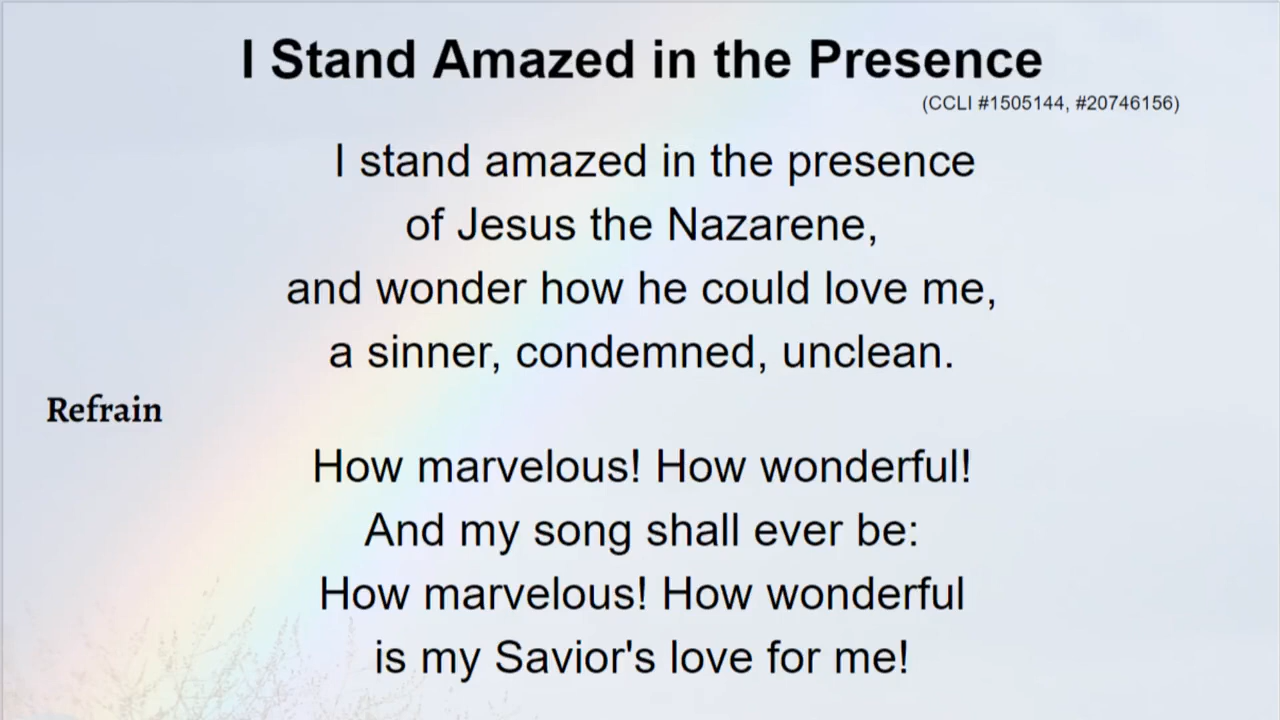 I Stand Amazed in the Presence
(CCLI #1505144, #20746156)
I stand amazed in the presence
of Jesus the Nazarene,
and wonder how he could love me,
a sinner, condemned, unclean.
Refrain
How marvelous! How wonderful!
And my song shall ever be:
How marvelous! How wonderful
is my Savior's love for me!